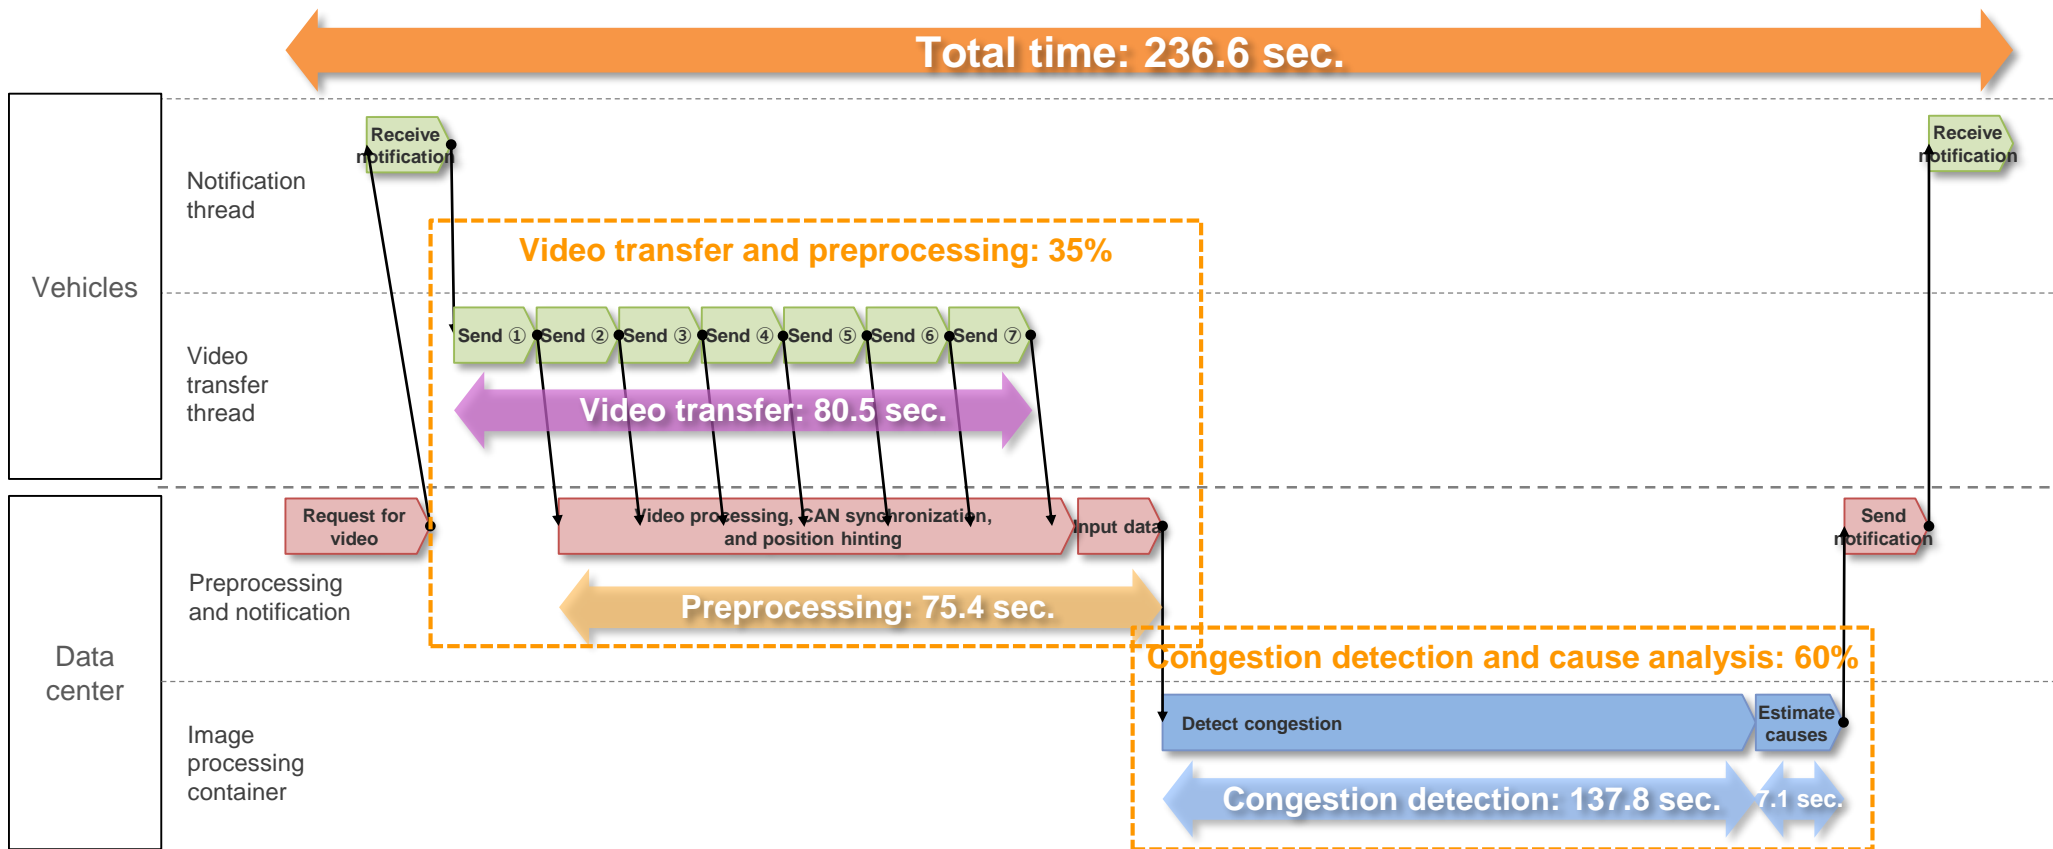 Total time: 236.6 sec.
Vehicles
Notification
thread
Receive
notification
Receive
notification
Video transfer and preprocessing: 35%
Video
transfer
thread
Send ①
Send ②
Send ③
Send ④
Send ⑤
Send ⑥
Send ⑦
Video transfer: 80.5 sec.
Data
center
Preprocessing
and notification
Request for
video
Video processing, CAN synchronization,
and position hinting
Input data
Send
notification
Preprocessing: 75.4 sec.
Congestion detection and cause analysis: 60%
Image
processing
container
Detect congestion
Estimate
causes
Congestion detection: 137.8 sec.
7.1 sec.